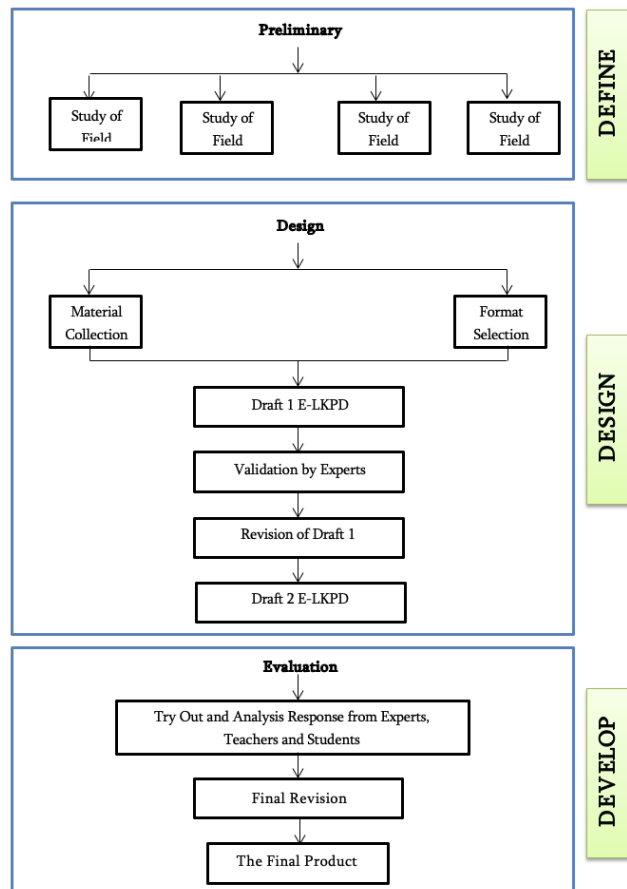 Preliminary
DEFINE
Study of
Field
Study of
Field
Study of
Field
Study of
Field
Design
DESIGN
Material
Collection
Format
Selection
Draft 1 E-LKPD
Validation by Experts
Revision of Draft 1
Draft 2 E-LKPD
Evaluation
DEVELOP
Try Out and Analysis Response from Experts,
Teachers and Students
Final Revision
The Final Product